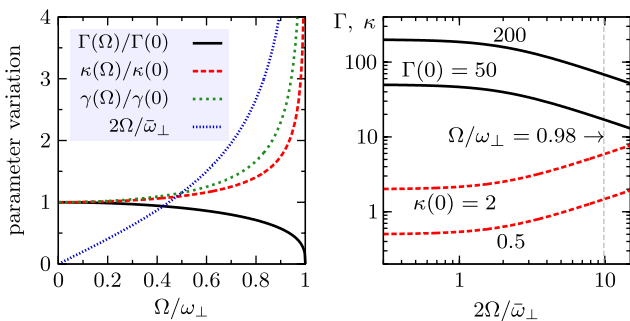 parameter variation
4
3
2
1
0
Γ(Ω)/Γ(0)
κ(Ω)/κ(0)
γ(Ω)/γ(0)
2Ω/ω̄⊥
0 0.2 0.4 0.6 0.8 1
Ω/ω⊥
Γ, κ
100
10
1
200
Γ(0) = 50
Ω/ω⊥ = 0.98 →
κ(0) = 2
0.5
1 10
2Ω/ω̄⊥